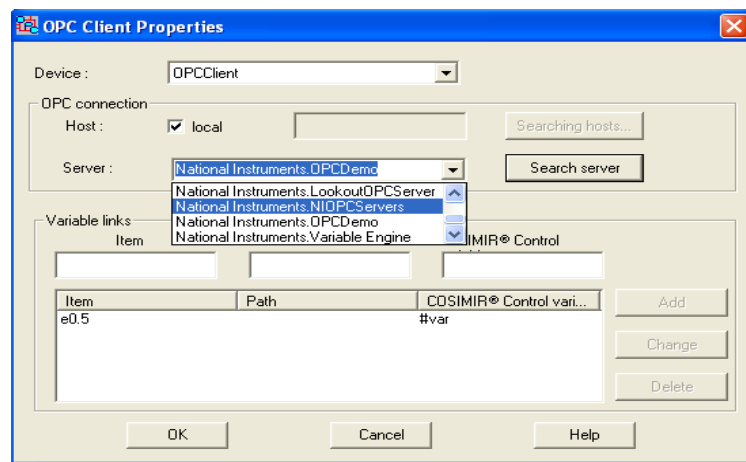 OPC Client Properties
Device :
OPCClient
OPC connection
Host :
local
Searching hosts...
Server :
National Instruments.OPCDemo
Search server
National Instruments.LookoutOPCServer
National Instruments.NIOPCServers
National Instruments.OPCDemo
National Instruments.Variable Engine
Variable links
Item
IMIR® Control
Item Path COSIMIR® Control vari...
e0.5 #var
Add
Change
Delete
OK Cancel Help